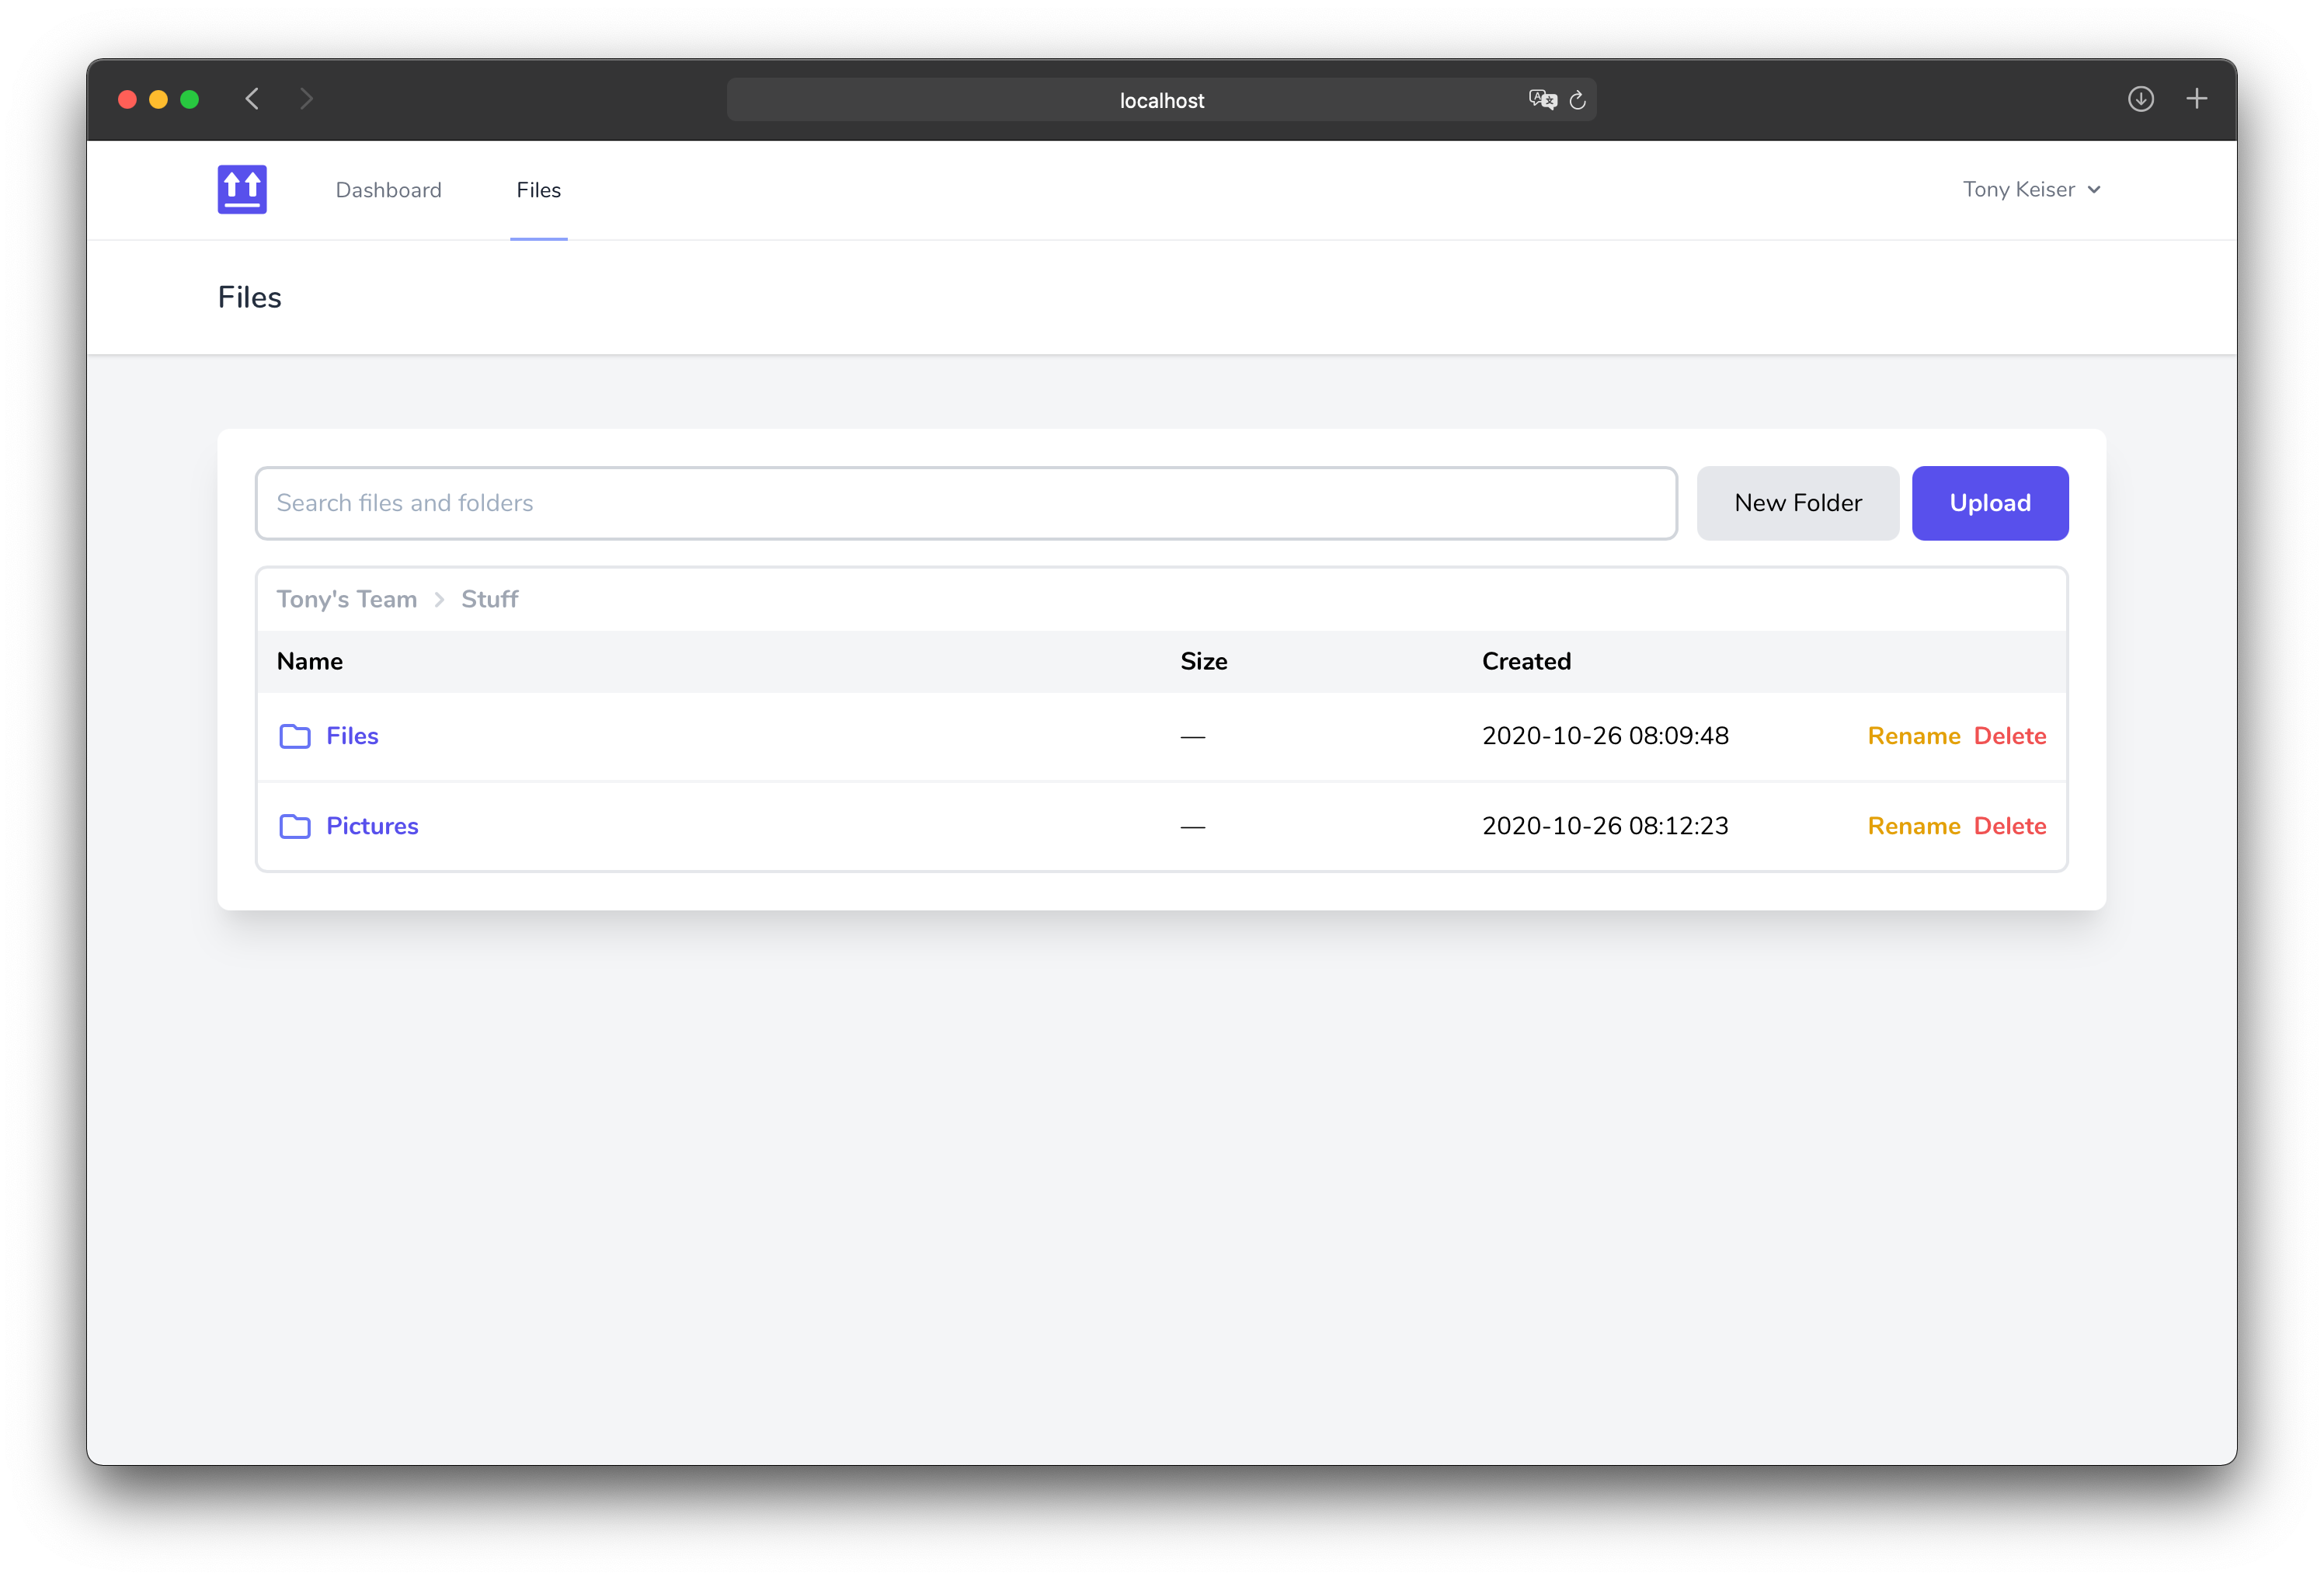 localhost
Dashboard Files Tony Keiser
Files
Search files and folders New Folder Upload
Tony's Team Stuff
Name Size Created
Files — 2020-10-26 08:09:48 Rename Delete
Pictures — 2020-10-26 08:12:23 Rename Delete